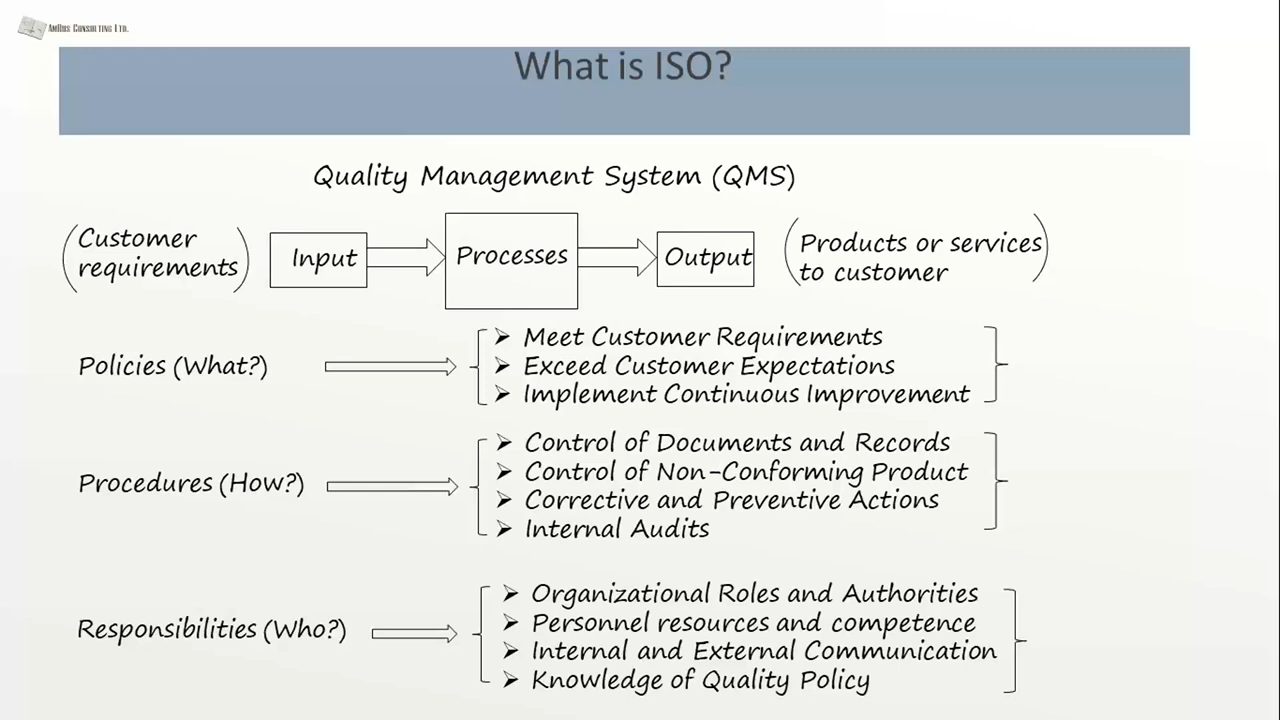 AmDos Consulting Ltd.
What is ISO?
Quality Management System (QMS)
(Customer requirements)
Input
Processes
Output
(Products or services to customer)
Policies (What?)
Meet Customer Requirements
Exceed Customer Expectations
Implement Continuous Improvement
Procedures (How?)
Control of Documents and Records
Control of Non-Conforming Product
Corrective and Preventive Actions
Internal Audits
Responsibilities (Who?)
Organizational Roles and Authorities
Personnel resources and competence
Internal and External Communication
Knowledge of Quality Policy